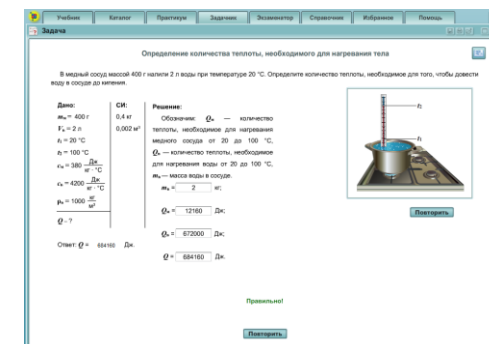 Учебник Каталог Практикум Задачник Экзаменатор Справочник Избранное Помощь
Задача
Определение количества теплоты, необходимого для нагревания тела
В медный сосуд массой 400 г налили 2 л воды при температуре 20 °C. Определите количество теплоты, необходимое для того, чтобы довести
воду в сосуде до кипения.
Дано:
mм = 400 г
Vв = 2 л
t₁ = 20 °C
t₂ = 100 °C
cм = 380 Дж/кг · °C
cв = 4200 Дж/кг · °C
ρв = 1000 кг/м³
Q - ?
СИ:
0,4 кг
0,002 м³
Решение:
Обозначим: Qм — количество
теплоты, необходимое для нагревания
медного сосуда от 20 до 100 °C,
Qв — количество теплоты, необходимое
для нагревания воды от 20 до 100 °C,
mв — масса воды в сосуде.
mв = 2 кг;
Qм = 12160 Дж;
Qв = 672000 Дж;
Q = 684160 Дж.
Ответ: Q = 684160 Дж.
t₂
t₁
Повторить
Правильно!
Повторить